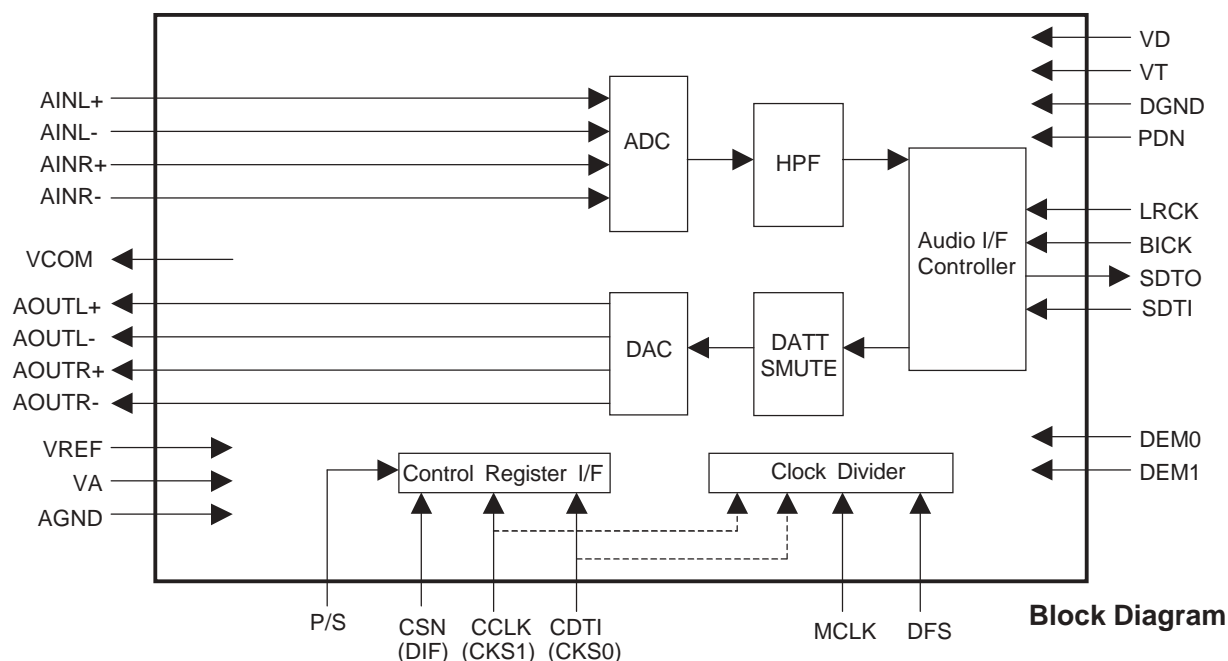 VD
VT
DGND
PDN
AINL+
AINL-
AINR+
AINR-
ADC
HPF
LRCK
BICK
SDTO
SDTI
Audio I/F
Controller
VCOM
AOUTL+
AOUTL-
AOUTR+
AOUTR-
DAC
DATT
SMUTE
VREF
VA
AGND
DEM0
DEM1
Control Register I/F
Clock Divider
P/S
CSN
(DIF)
CCLK
(CKS1)
CDTI
(CKS0)
MCLK
DFS
Block Diagram